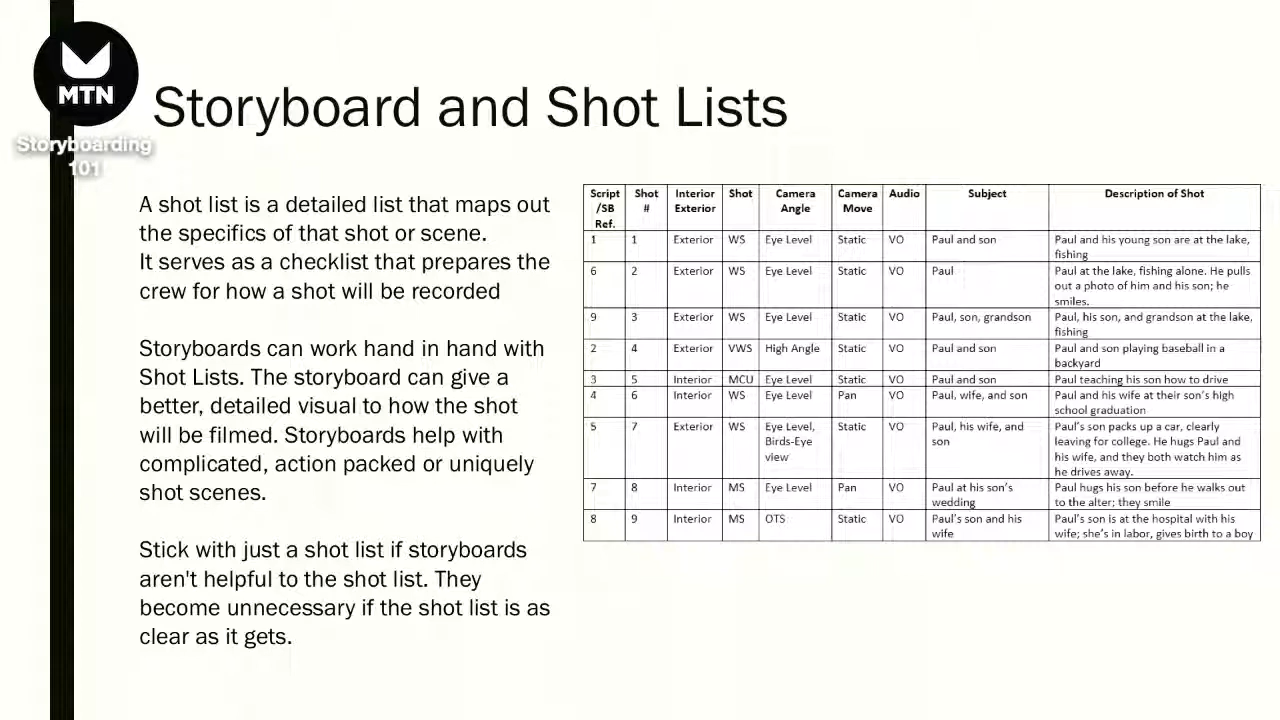 MTN
Storyboarding
101
Storyboard and Shot Lists
A shot list is a detailed list that maps out
the specifics of that shot or scene.
It serves as a checklist that prepares the
crew for how a shot will be recorded
Storyboards can work hand in hand with
Shot Lists. The storyboard can give a
better, detailed visual to how the shot
will be filmed. Storyboards help with
complicated, action packed or uniquely
shot scenes.
Stick with just a shot list if storyboards
aren't helpful to the shot list. They
become unnecessary if the shot list is as
clear as it gets.
Script Shot Interior Shot Camera Camera Audio Subject Description of Shot
/SB # Exterior Angle Move
Ref.
1 1 Exterior WS Eye Level Static VO Paul and son Paul and his young son are at the lake,
fishing
6 2 Exterior WS Eye Level Static VO Paul Paul at the lake, fishing alone. He pulls
out a photo of him and his son; he
smiles.
9 3 Exterior WS Eye Level Static VO Paul, son, grandson Paul, his son, and grandson at the lake,
fishing
2 4 Exterior VWS High Angle Static VO Paul and son Paul and son playing baseball in a
backyard
3 5 Interior MCU Eye Level Static VO Paul and son Paul teaching his son how to drive
4 6 Interior WS Eye Level Pan VO Paul, wife, and son Paul and his wife at their son's high
school graduation
5 7 Exterior WS Eye Level, Static VO Paul, his wife, and Paul's son packs up a car, clearly
Birds-Eye son leaving for college. He hugs Paul and
view his wife, and they both watch him as
he drives away.
7 8 Interior MS Eye Level Pan VO Paul at his son's Paul hugs his son before he walks out
wedding to the alter; they smile
8 9 Interior MS OTS Static VO Paul's son and his Paul's son is at the hospital with his
wife wife; she's in labor, gives birth to a boy